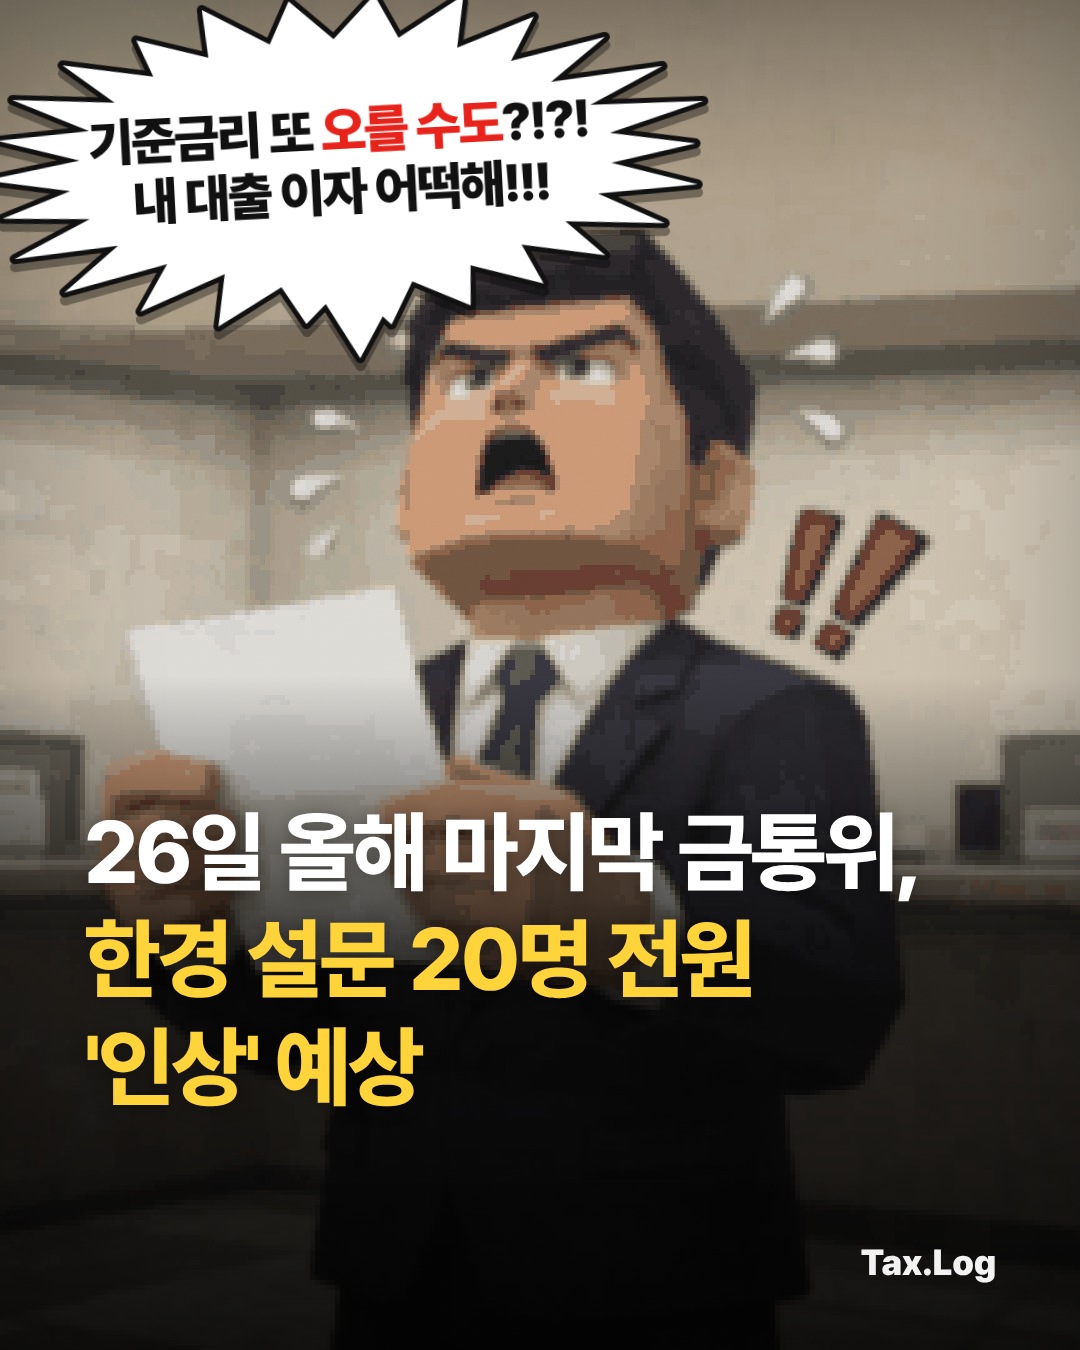 기준금리 또 오를 수도?!?!
내 대출 이자 어떡해!!!
!!
26일 올해 마지막 금통위,
한경 설문 20명 전원
'인상' 예상
Tax.Log